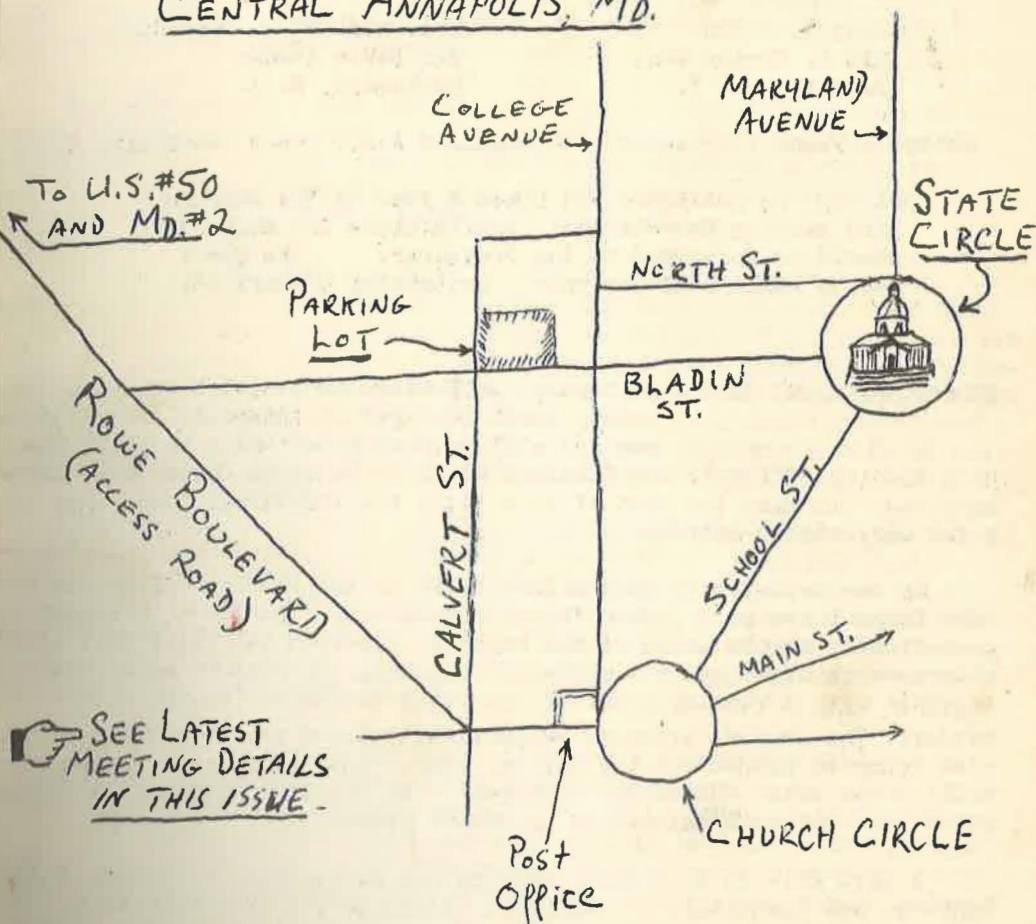 CENTRAL ANNAPOLIS, MD.
COLLEGE
AVENUE
MARYLAND
AVENUE
TO U.S.#50
AND MD.#2
STATE
CIRCLE
NORTH ST.
PARKING
LOT
BLADIN
ST.
ROWE BOULEVARD
(ACCESS
ROAD)
CALVERT ST.
SCHOOL ST.
MAIN ST.
SEE LATEST
MEETING DETAILS
IN THIS ISSUE.
CHURCH CIRCLE
Post
Office